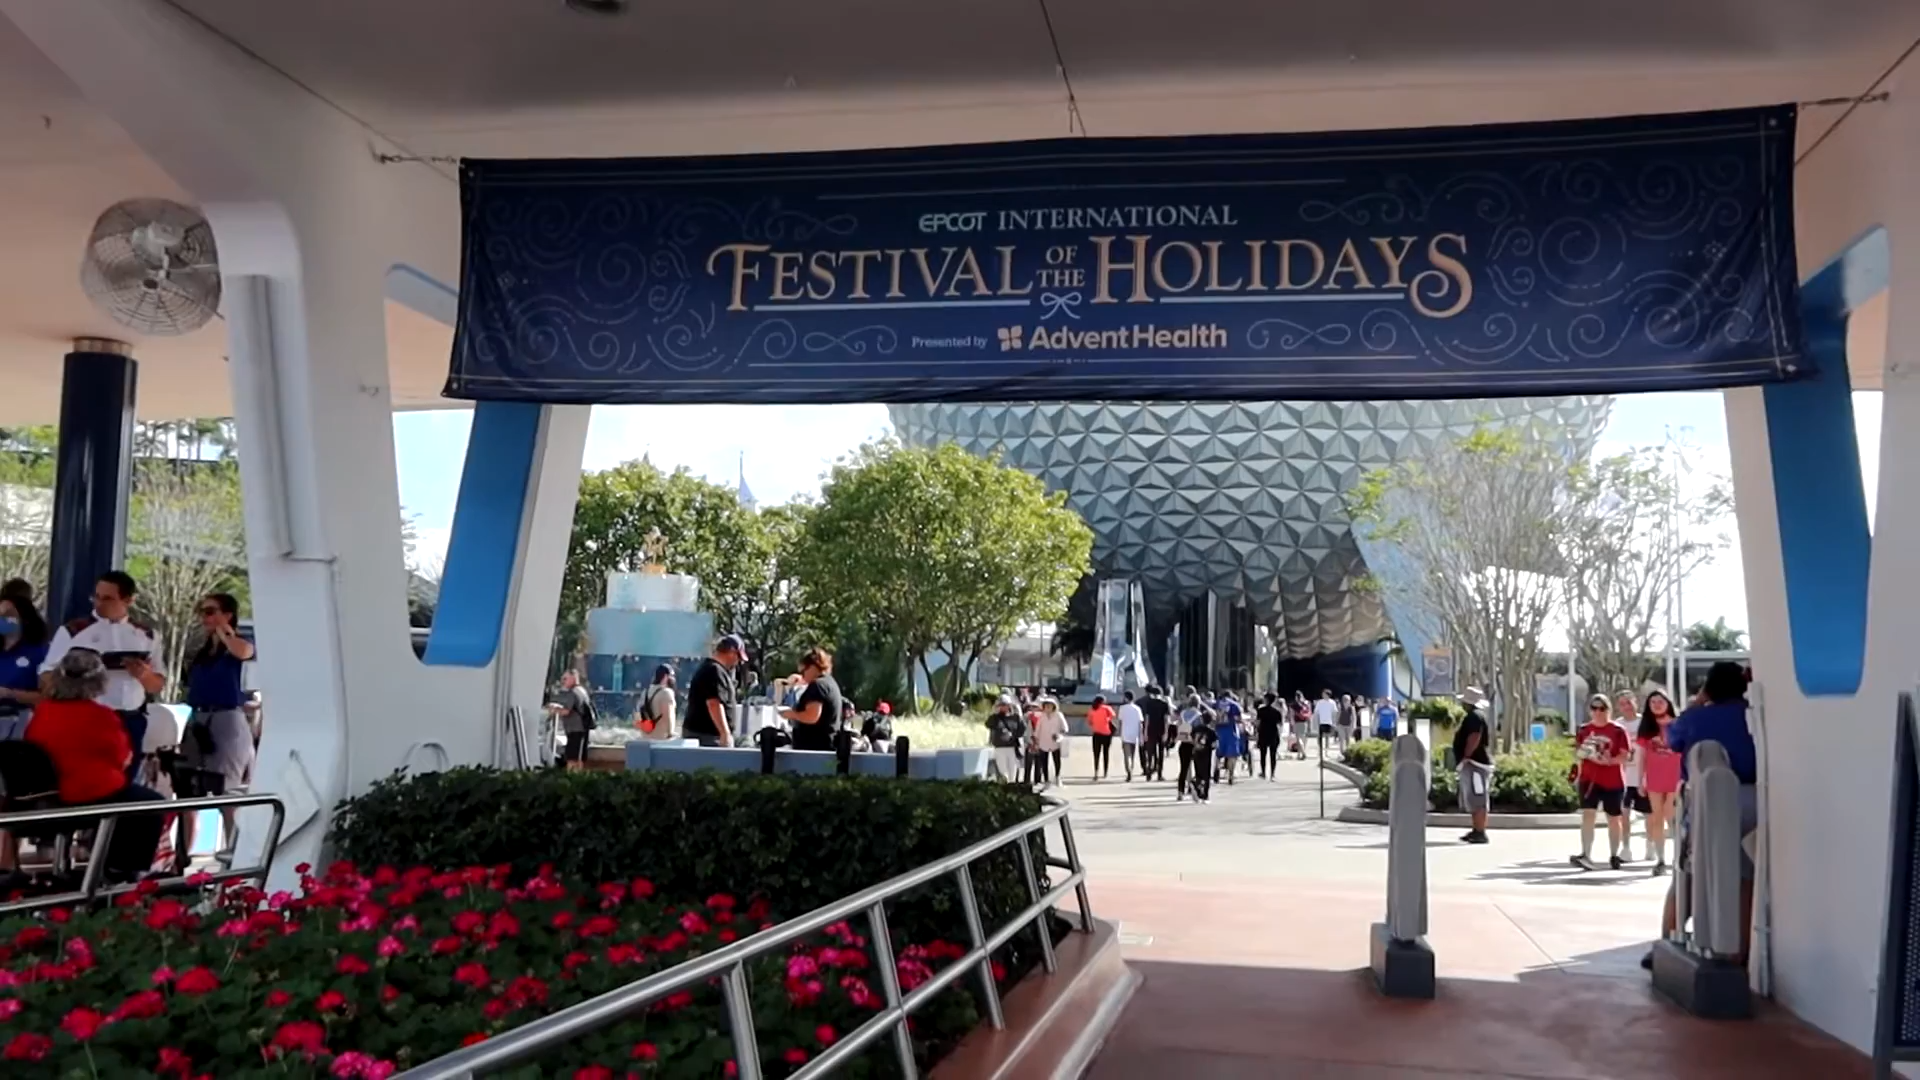 EPCOT INTERNATIONAL
FESTIVAL OF THE HOLIDAYS
Presented by AdventHealth